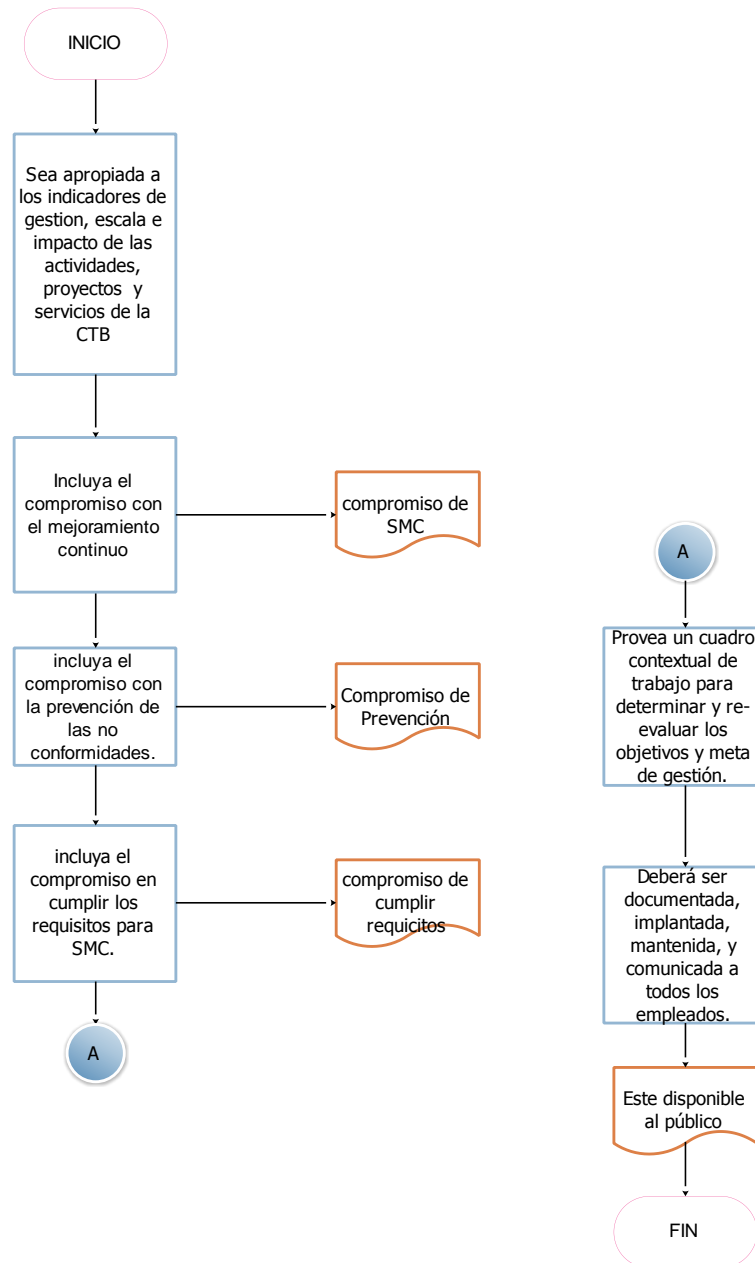 INICIO
Sea apropiada a
los indicadores de
gestion, escala e
impacto de las
actividades,
proyectos y
servicios de la
CTB
Incluya el
compromiso con
el mejoramiento
continuo
compromiso de
SMC
incluya el
compromiso con
la prevención de
las no
conformidades.
Compromiso de
Prevención
incluya el
compromiso en
cumplir los
requisitos para
SMC.
compromiso de
cumplir
requicitos
A
A
Provea un cuadro
contextual de
trabajo para
determinar y re-
evaluar los
objetivos y meta
de gestión.
Deberá ser
documentada,
implantada,
mantenida, y
comunicada a
todos los
empleados.
Este disponible
al público
FIN